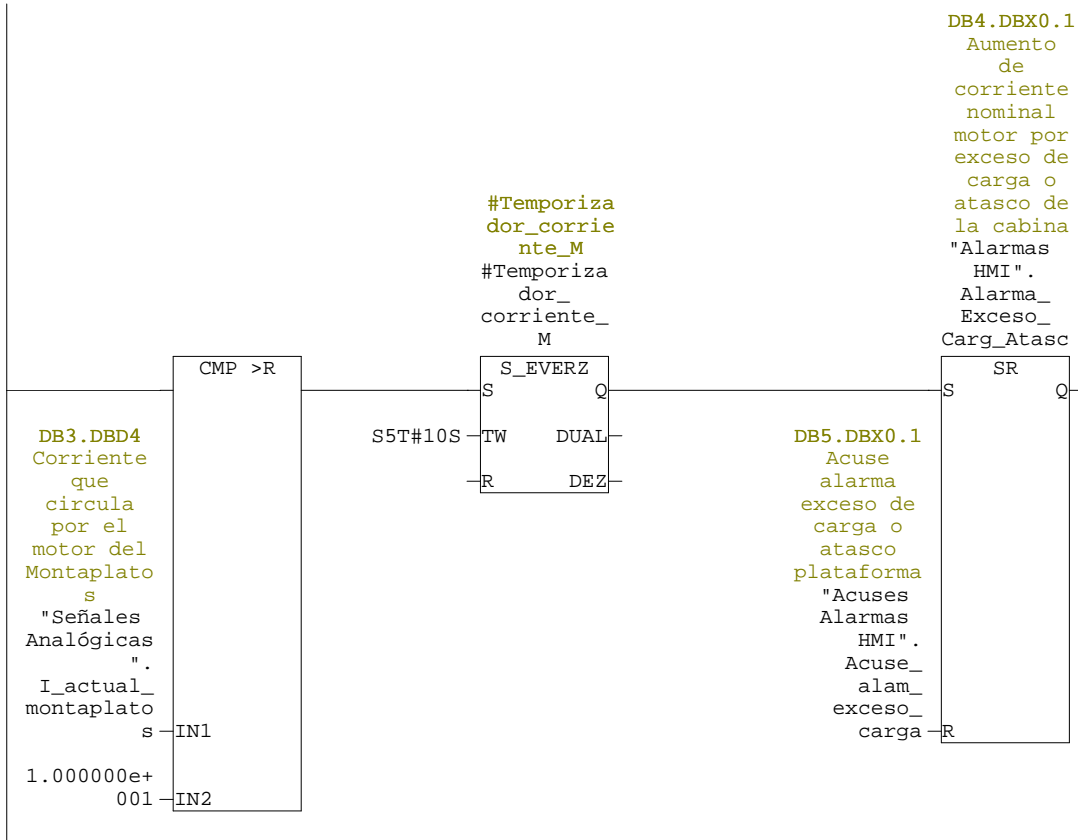 DB4.DBX0.1
Aumento
de
corriente
nominal
motor por
exceso de
carga o
atasco de
la cabina
"Alarmas
HMI".
Alarma_
Exceso_
Carg_Atasc
#Temporiza
dor_corrie
nte_M
#Temporiza
dor_
corriente_
M
CMP >R
S_EVERZ
SR
S Q
S Q
DB3.DBD4
Corriente
que
circula
por el
motor del
Montaplato
s
"Señales
Analógicas
".
I_actual_
montaplato
s IN1
1.000000e+
001 IN2
S5T#10S TW DUAL
R DEZ
DB5.DBX0.1
Acuse
alarma
exceso de
carga o
atasco
plataforma
"Acuses
Alarmas
HMI".
Acuse_
alam_
exceso_
carga R